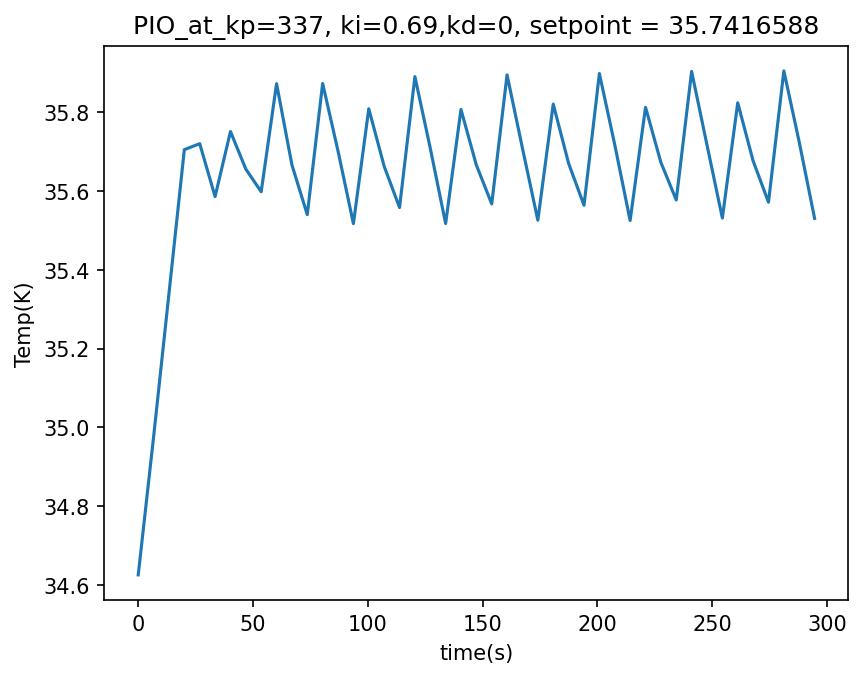 PIO_at_kp=337, ki=0.69,kd=0, setpoint = 35.7416588
35.8
35.6
35.4
35.2
35.0
34.8
34.6
Temp(K)
0 50 100 150 200 250 300
time(s)